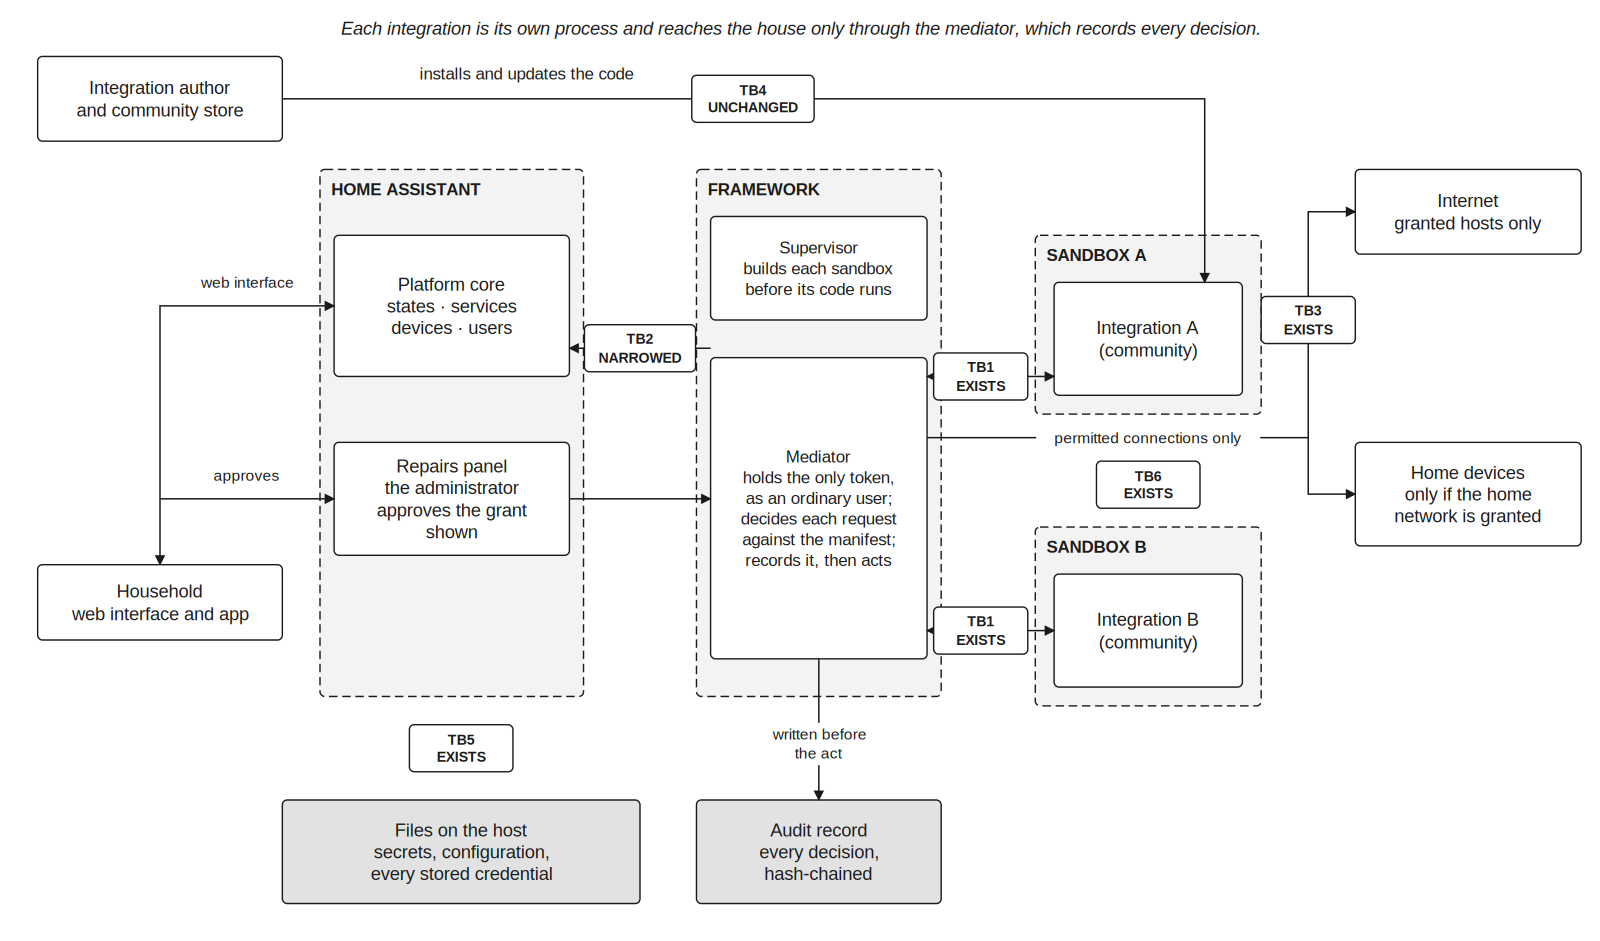 Each integration is its own process and reaches the house only through the mediator, which records every decision.
Integration author
and community store
installs and updates the code
TB4
UNCHANGED
HOME ASSISTANT
Platform core
states · services
devices · users
web interface
approves
Repairs panel
the administrator
approves the grant
shown
Household
web interface and app
TB2
NARROWED
FRAMEWORK
Supervisor
builds each sandbox
before its code runs
Mediator
holds the only token,
as an ordinary user;
decides each request
against the manifest;
records it, then acts
TB1
EXISTS
SANDBOX A
Integration A
(community)
TB3
EXISTS
Internet
granted hosts only
permitted connections only
TB6
EXISTS
Home devices
only if the home
network is granted
TB1
EXISTS
SANDBOX B
Integration B
(community)
TB5
EXISTS
written before
the act
Files on the host
secrets, configuration,
every stored credential
Audit record
every decision,
hash-chained